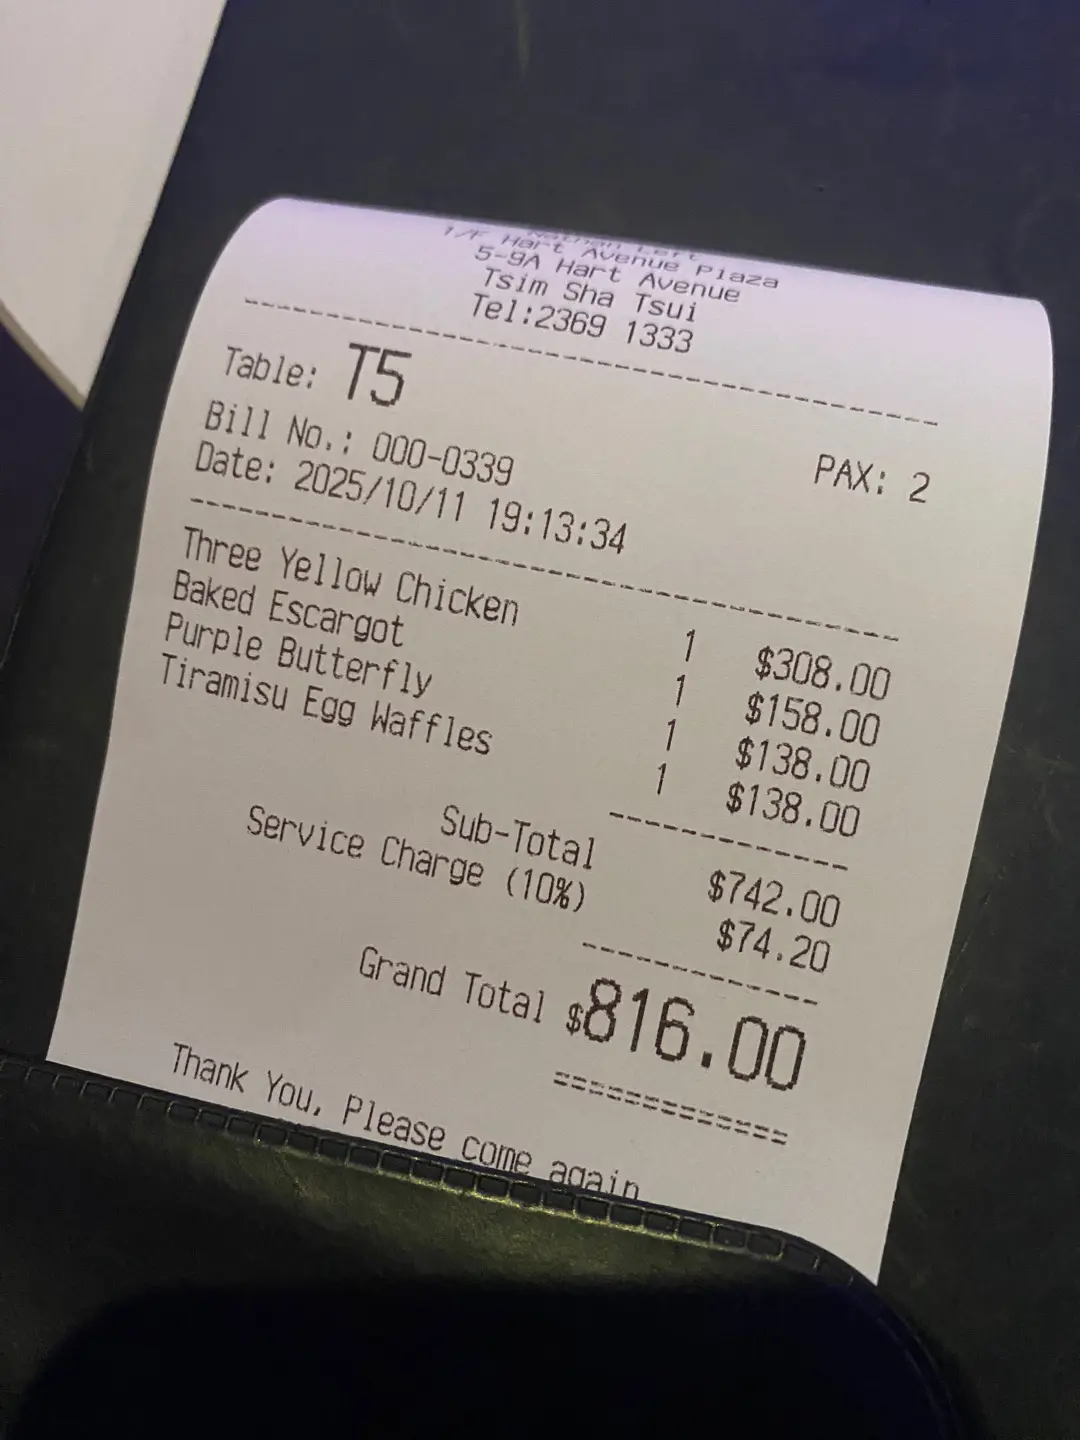 1/F Hart Avenue Plaza
5-9A Hart Avenue
Tsim Sha Tsui
Tel:2369 1333
Table: T5
PAX: 2
Bill No.: 000-0339
Date: 2025/10/11 19:13:34
Three Yellow Chicken 1 $308.00
Baked Escargot 1 $158.00
Purple Butterfly 1 $138.00
Tiramisu Egg Waffles 1 $138.00
Sub-Total $742.00
Service Charge (10%) $74.20
Grand Total $816.00
============
Thank You, Please come again